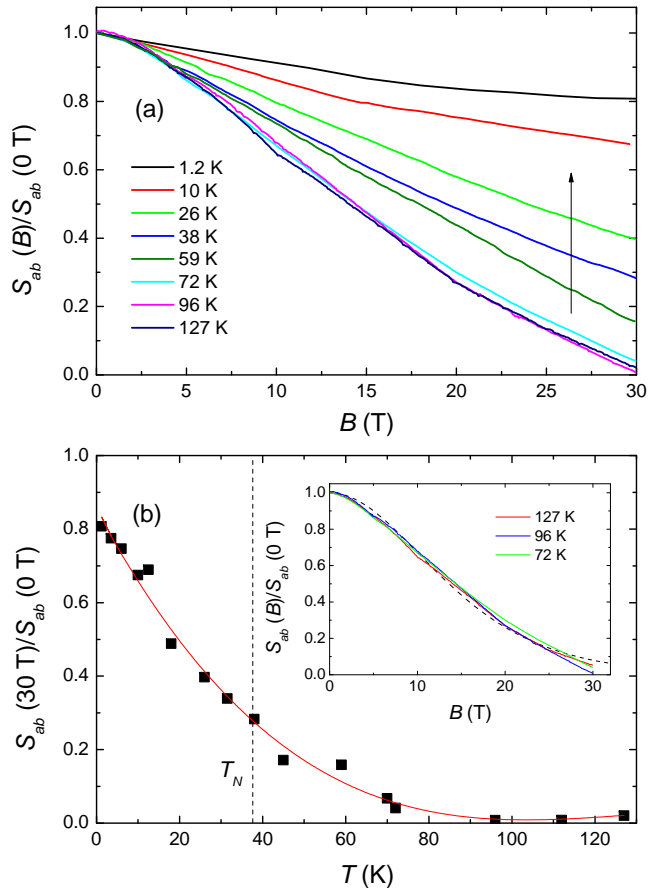 1.0
0.8
0.6
0.4
0.2
0.0
S_ab (B)/S_ab (0 T)
(a)
1.2 K
10 K
26 K
38 K
59 K
72 K
96 K
127 K
0 5 10 15 20 25 30
B (T)
1.0
0.8
0.6
0.4
0.2
0.0
S_ab (30 T)/S_ab (0 T)
(b)
T_N
1.0
0.8
0.6
0.4
0.2
0.0
S_ab (B)/S_ab (0 T)
127 K
96 K
72 K
0 10 20 30
B (T)
0 20 40 60 80 100 120
T (K)